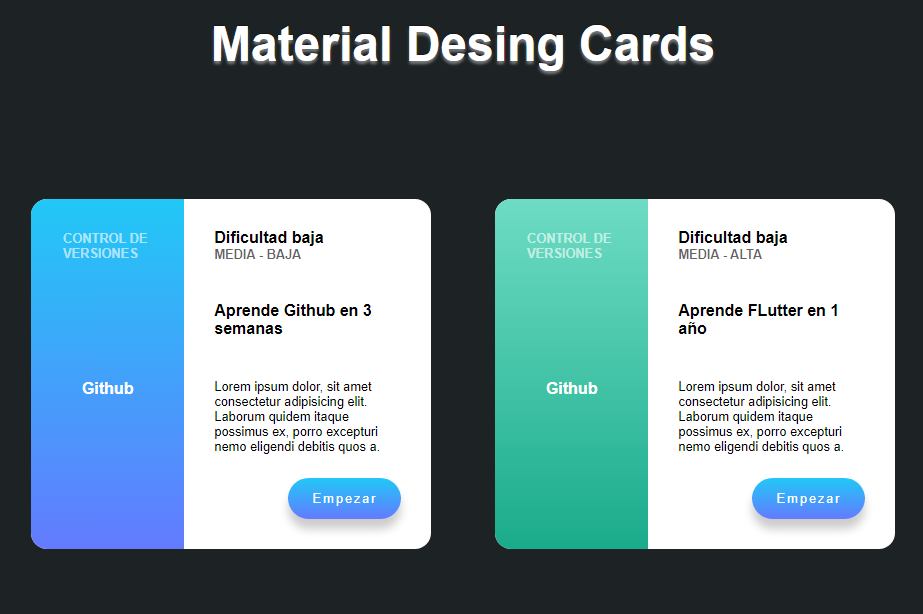 Material Desing Cards
CONTROL DE
VERSIONES
Github
Dificultad baja
MEDIA - BAJA
Aprende Github en 3
semanas
Lorem ipsum dolor, sit amet
consectetur adipisicing elit.
Laborum quidem itaque
possimus ex, porro excepturi
nemo eligendi debitis quos a.
Empezar
CONTROL DE
VERSIONES
Github
Dificultad baja
MEDIA - ALTA
Aprende FLutter en 1
año
Lorem ipsum dolor, sit amet
consectetur adipisicing elit.
Laborum quidem itaque
possimus ex, porro excepturi
nemo eligendi debitis quos a.
Empezar